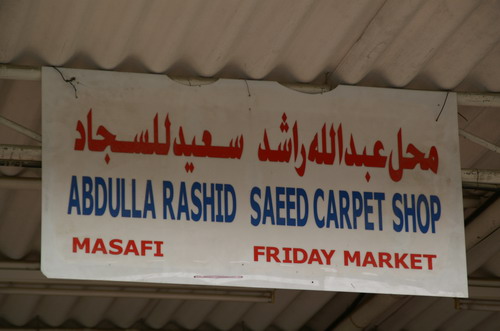 محل عبدالله راشد سعيد للسجاد
ABDULLA RASHID SAEED CARPET SHOP
MASAFI FRIDAY MARKET